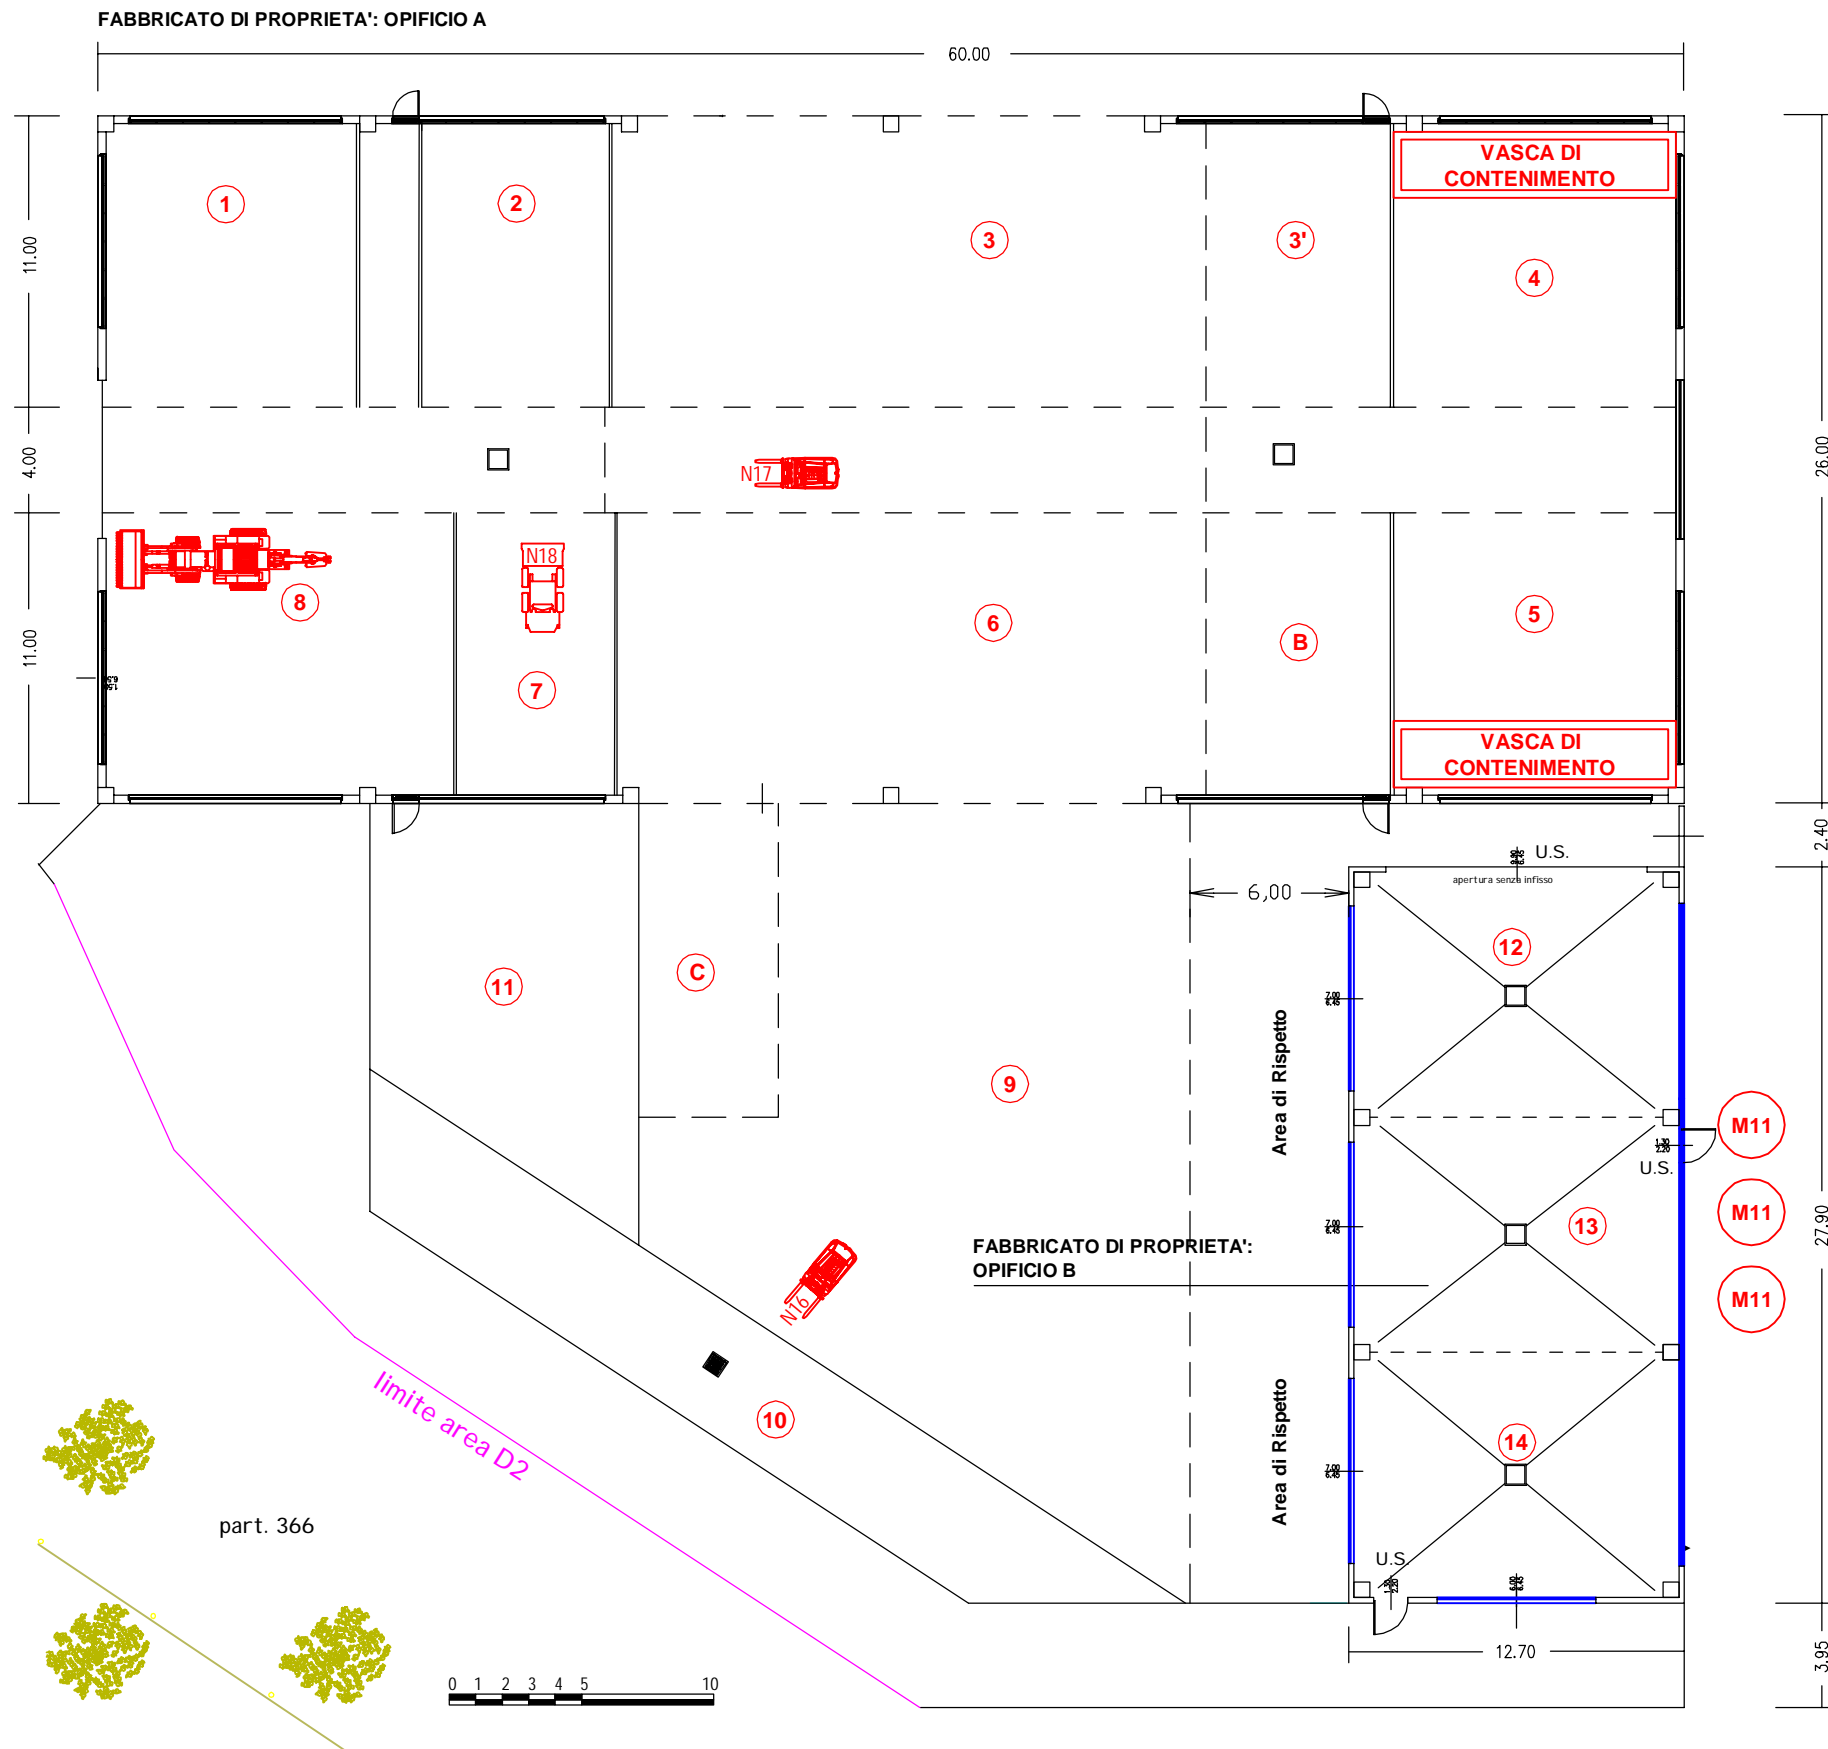 FABBRICATO DI PROPRIETA': OPIFICIO A
60.00
VASCA DI
CONTENIMENTO
1
2
3
3'
4
11.00
4.00
26.00
N17
N18
8
6
B
5
7
11.00
VASCA DI
CONTENIMENTO
2.40
U.S.
apertura senza infisso
6,00
12
C
11
Area di Rispetto
9
M11
U.S.
M11
13
27.90
FABBRICATO DI PROPRIETA':
OPIFICIO B
M11
N16
limite area D2
10
Area di Rispetto
14
part. 366
U.S.
12.70
3.95
0 1 2 3 4 5 10